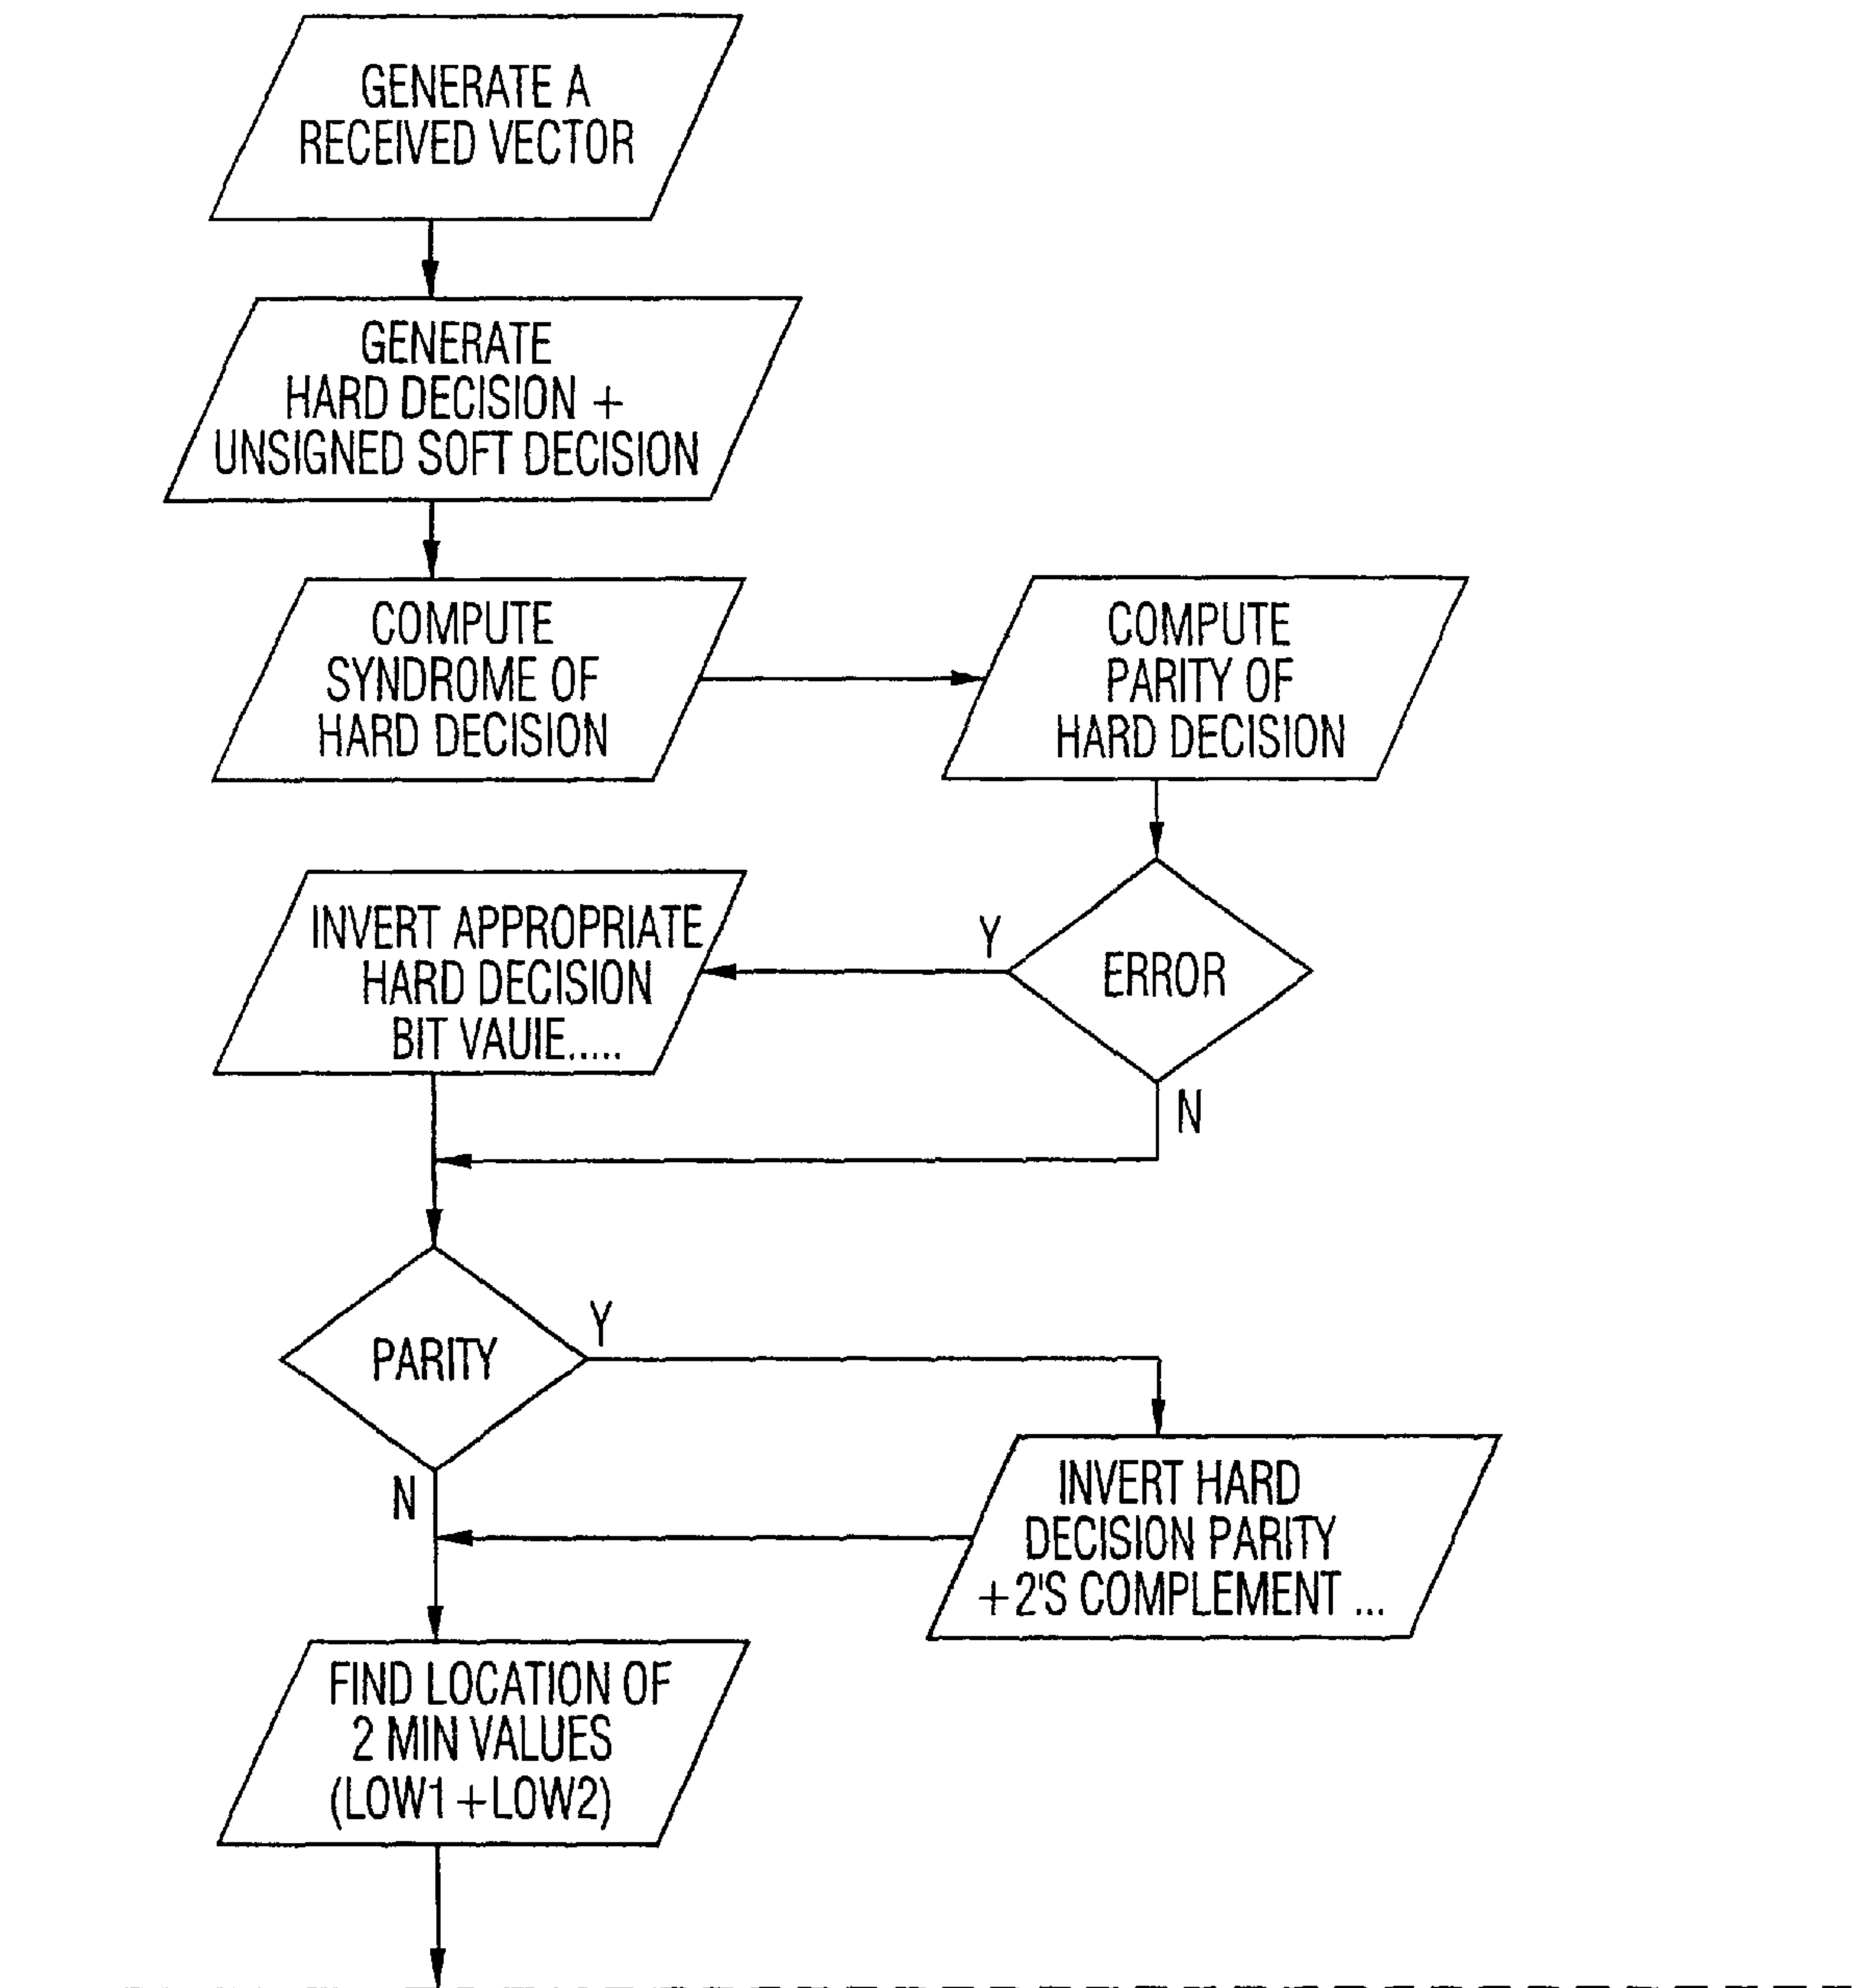 GENERATE A
RECEIVED VECTOR
GENERATE
HARD DECISION +
UNSIGNED SOFT DECISION
COMPUTE
SYNDROME OF
HARD DECISION
COMPUTE
PARITY OF
HARD DECISION
INVERT APPROPRIATE
HARD DECISION
BIT VAUIE.....
Y
ERROR
N
PARITY
Y
N
INVERT HARD
DECISION PARITY
+2'S COMPLEMENT ...
FIND LOCATION OF
2 MIN VALUES
(LOW1 +LOW2)